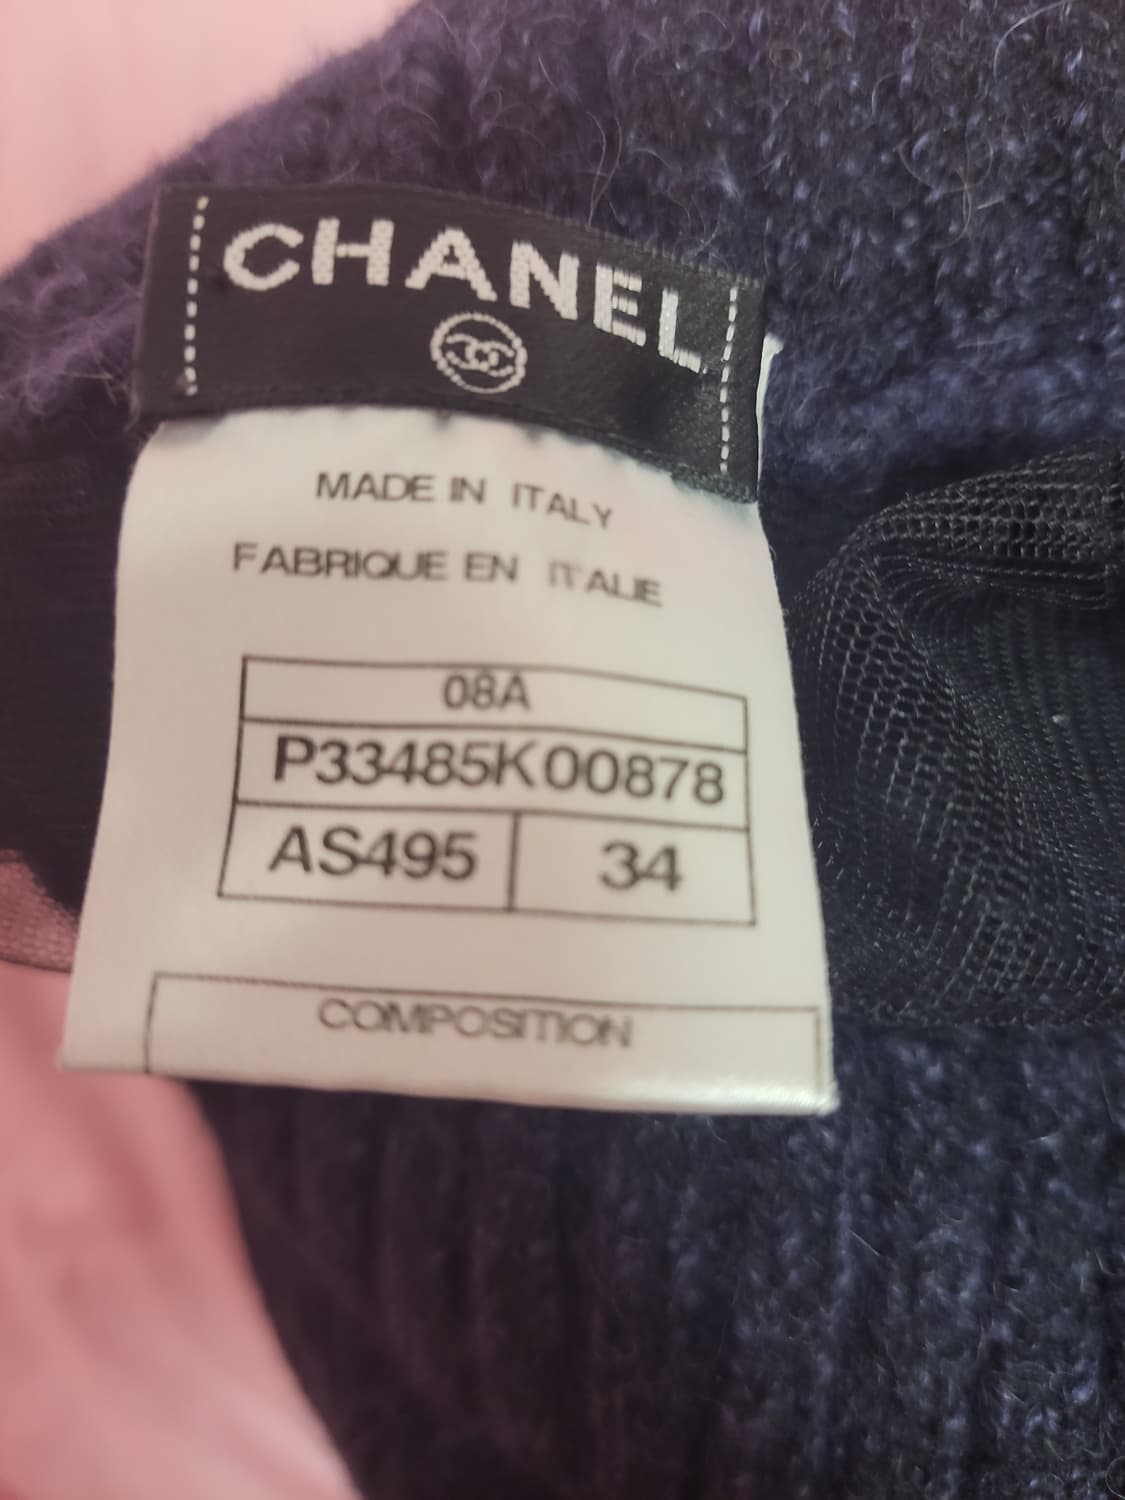 CHANEL
MADE IN ITALY
FABRIQUE EN ITALIE
08A
P33485K00878
AS495 34
COMPOSITION